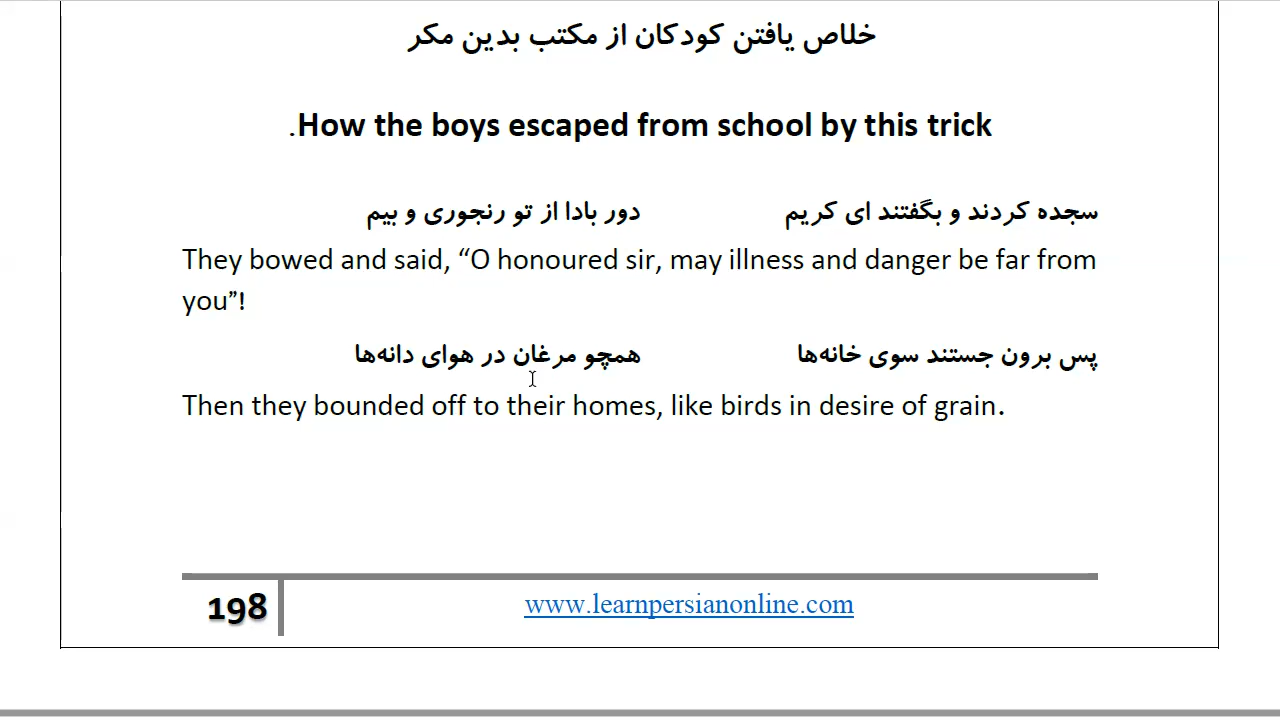 خلاص یافتن کودکان از مکتب بدین مکر
How the boys escaped from school by this trick.
سجده کردند و بگفتند ای کریم دور بادا از تو رنجوری و بیم
They bowed and said, “O honoured sir, may illness and danger be far from
you”!
پس برون جستند سوی خانه‌ها همچو مرغان در هوای دانه‌ها
Then they bounded off to their homes, like birds in desire of grain.
198 www.learnpersianonline.com